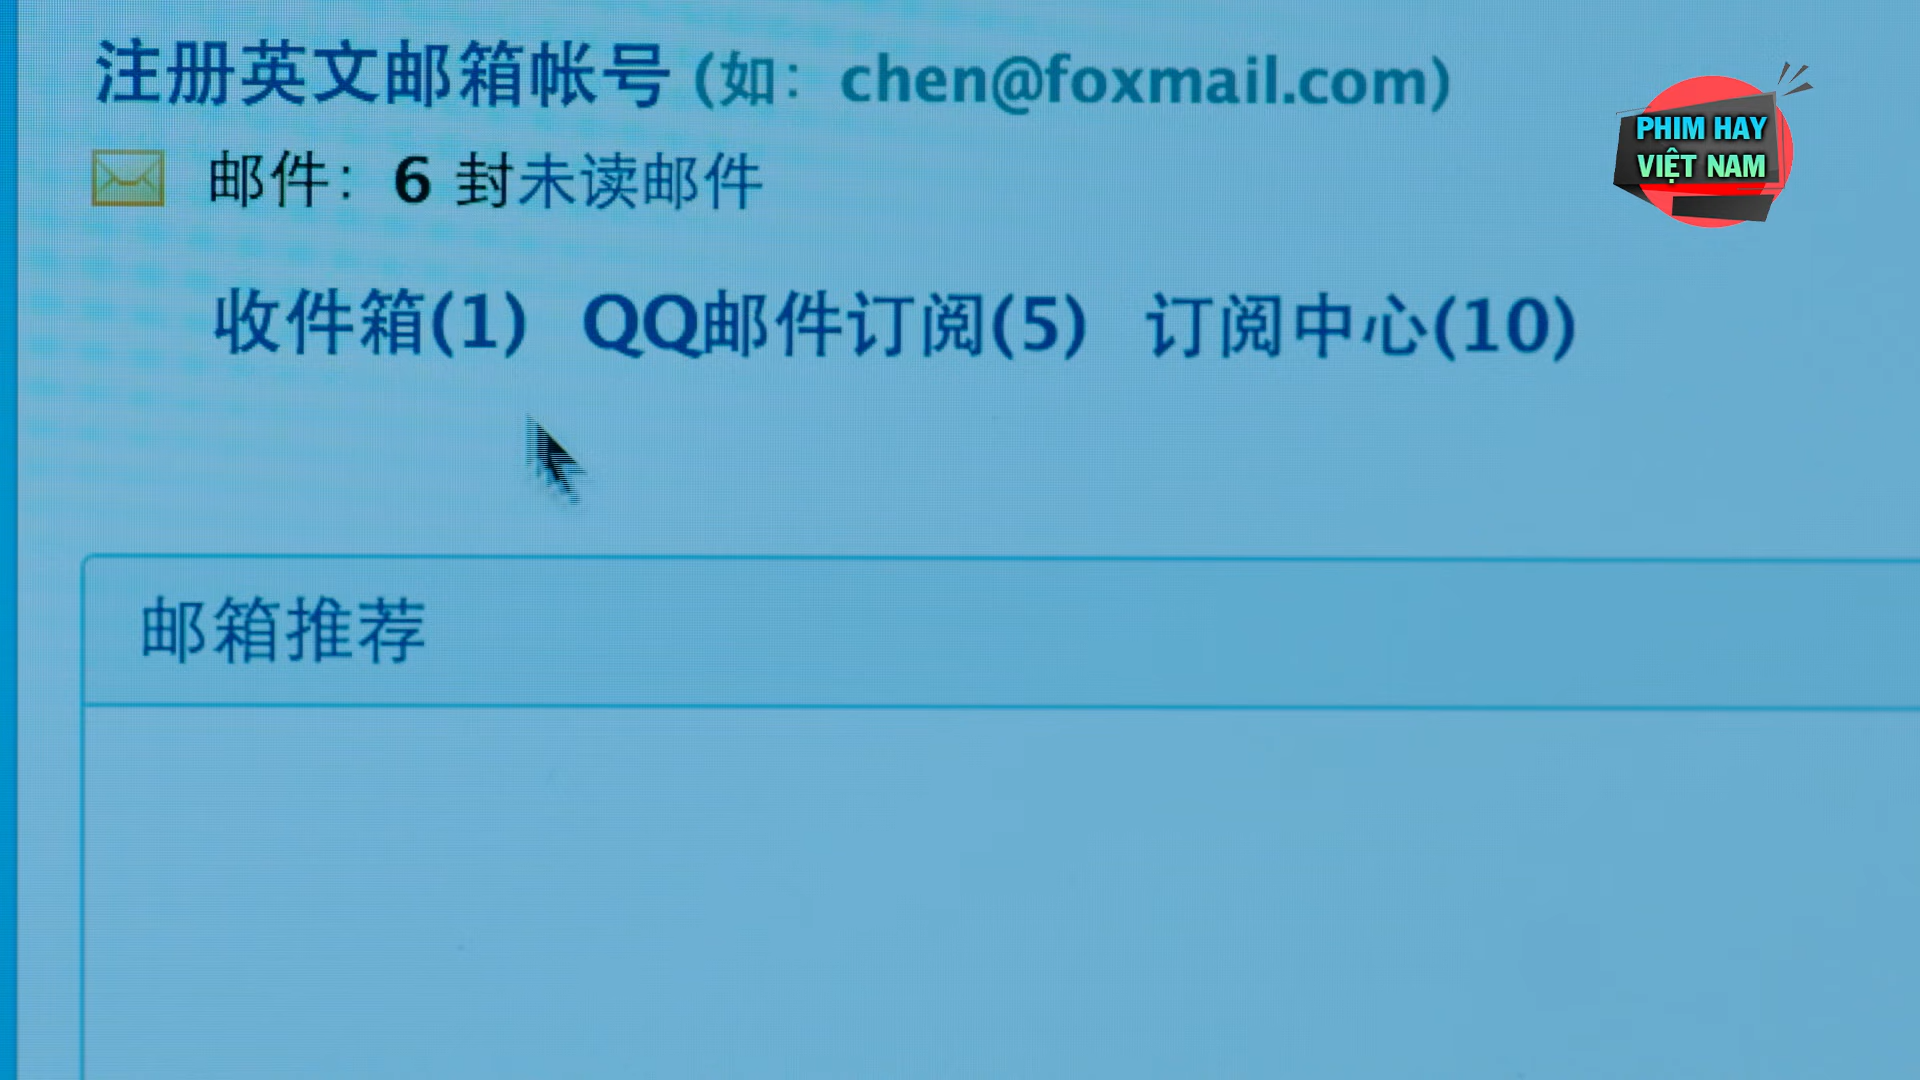 注册英文邮箱帐号 (如：chen@foxmail.com)
邮件：6 封未读邮件
收件箱(1) QQ邮件订阅(5) 订阅中心(10)
邮箱推荐
PHIM HAY
VIỆT NAM